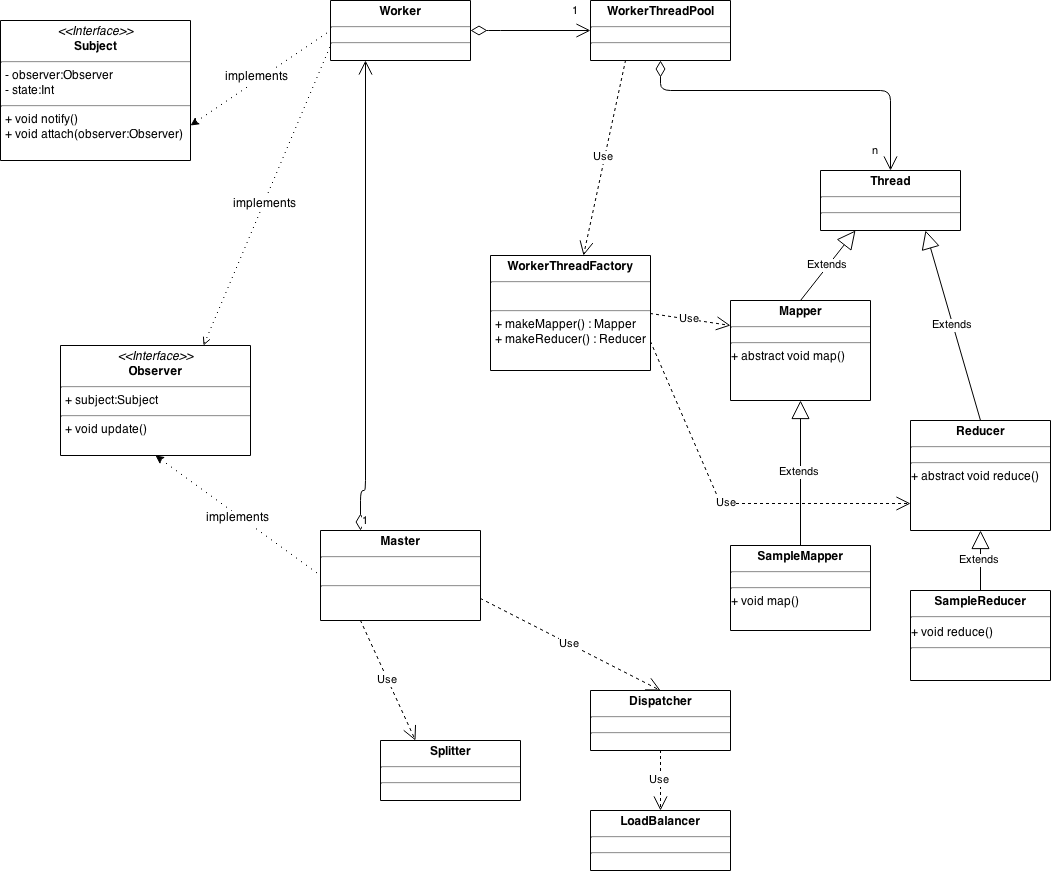 Worker
1
WorkerThreadPool
<<Interface>>
Subject
- observer:Observer
- state:Int
+ void notify()
+ void attach(observer:Observer)
implements
implements
Use
n
Thread
WorkerThreadFactory
+ makeMapper() : Mapper
+ makeReducer() : Reducer
Extends
Use
Mapper
+ abstract void map()
Extends
<<Interface>>
Observer
+ subject:Subject
+ void update()
Reducer
+ abstract void reduce()
Extends
Use
implements
1
Master
SampleMapper
+ void map()
Extends
SampleReducer
+ void reduce()
Use
Use
Dispatcher
Splitter
Use
LoadBalancer